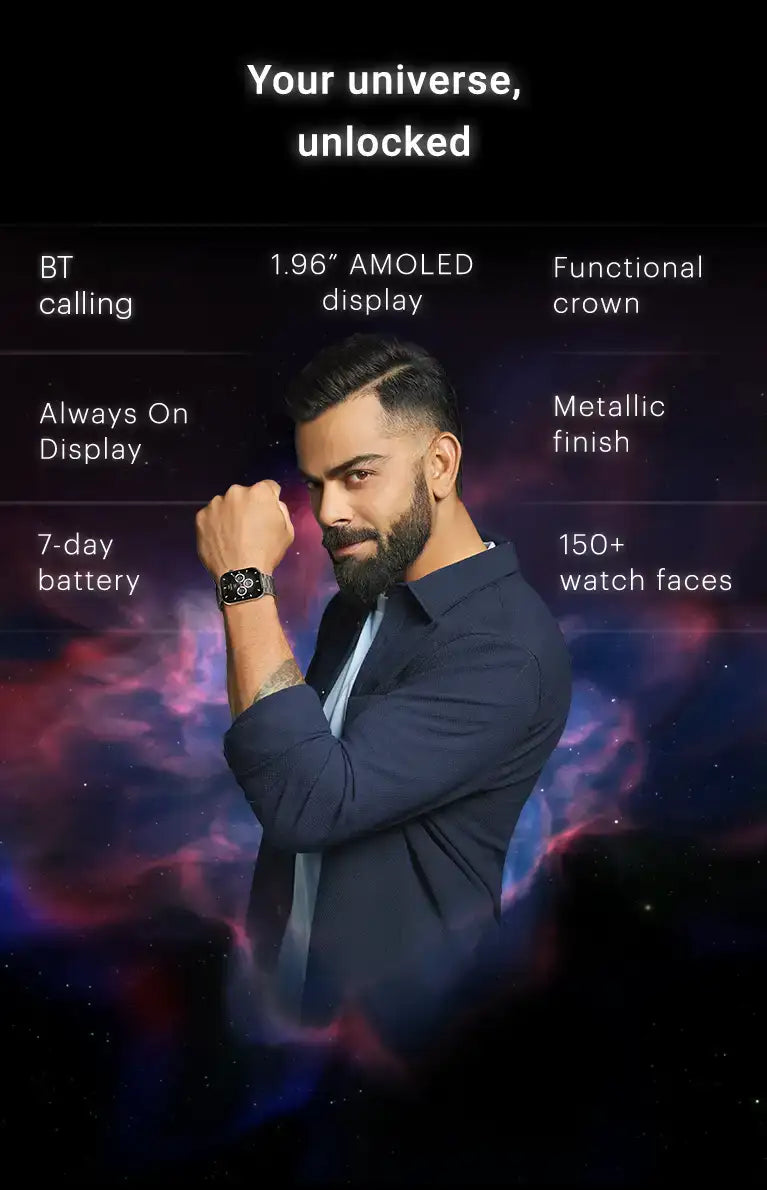 Your universe,
unlocked
BT
calling
1.96” AMOLED
display
Functional
crown
Always On
Display
Metallic
finish
7-day
battery
150+
watch faces